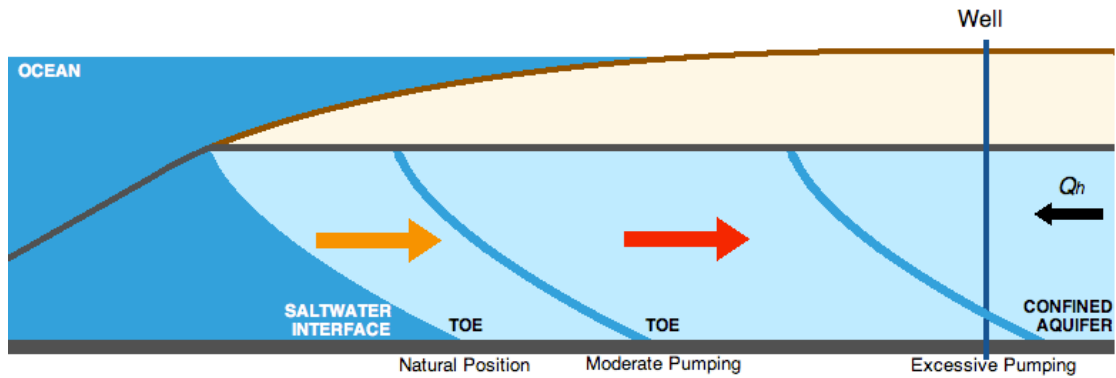 Well
OCEAN
Qh
SALTWATER
INTERFACE
TOE
TOE
CONFINED
AQUIFER
Natural Position
Moderate Pumping
Excessive Pumping